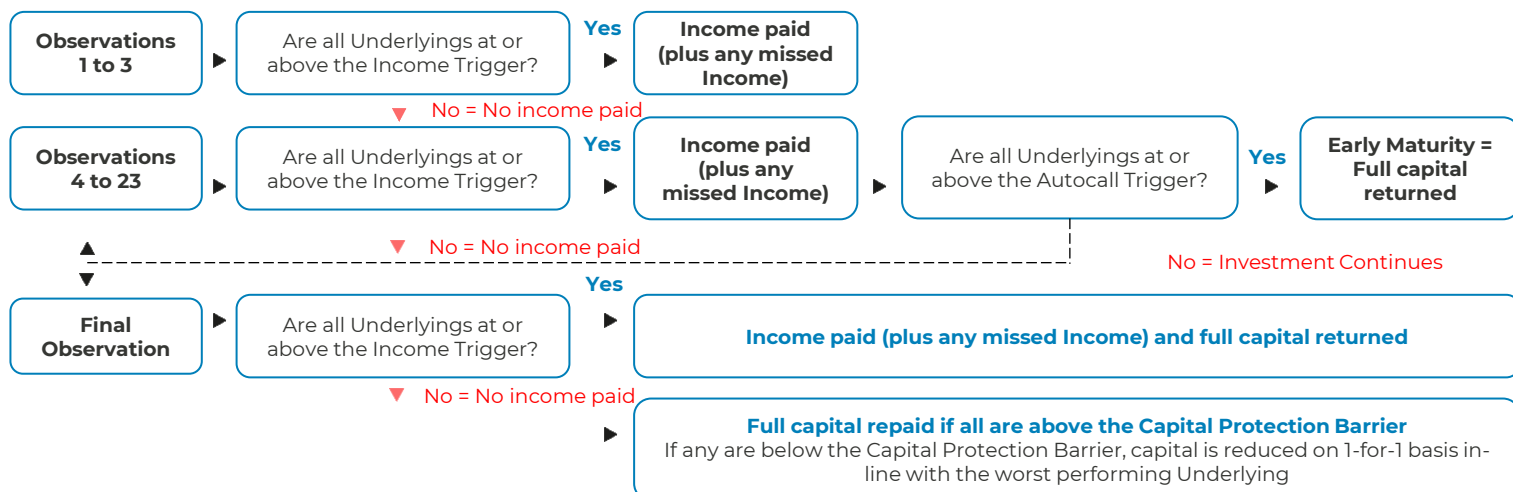 Observations
1 to 3
Are all Underlyings at or
above the Income Trigger?
Yes
Income paid
(plus any missed
Income)
No = No income paid
Observations
4 to 23
Are all Underlyings at or
above the Income Trigger?
Yes
Income paid
(plus any
missed Income)
Are all Underlyings at or
above the Autocall Trigger?
Yes
Early Maturity =
Full capital
returned
No = No income paid
No = Investment Continues
Final
Observation
Are all Underlyings at or
above the Income Trigger?
Yes
Income paid (plus any missed Income) and full capital returned
No = No income paid
Full capital repaid if all are above the Capital Protection Barrier
If any are below the Capital Protection Barrier, capital is reduced on 1-for-1 basis in-
line with the worst performing Underlying